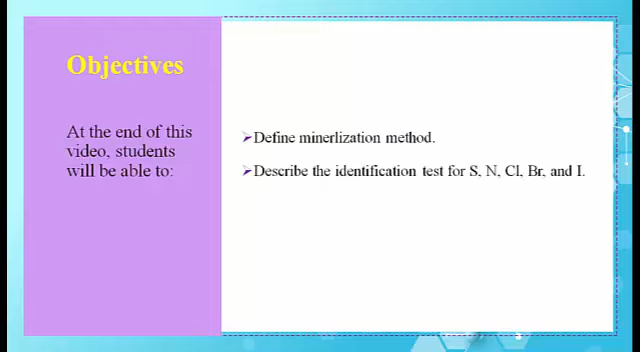 Objectives
At the end of this
video, students
will be able to:
➢Define minerlization method.
➢Describe the identification test for S, N, Cl, Br, and I.